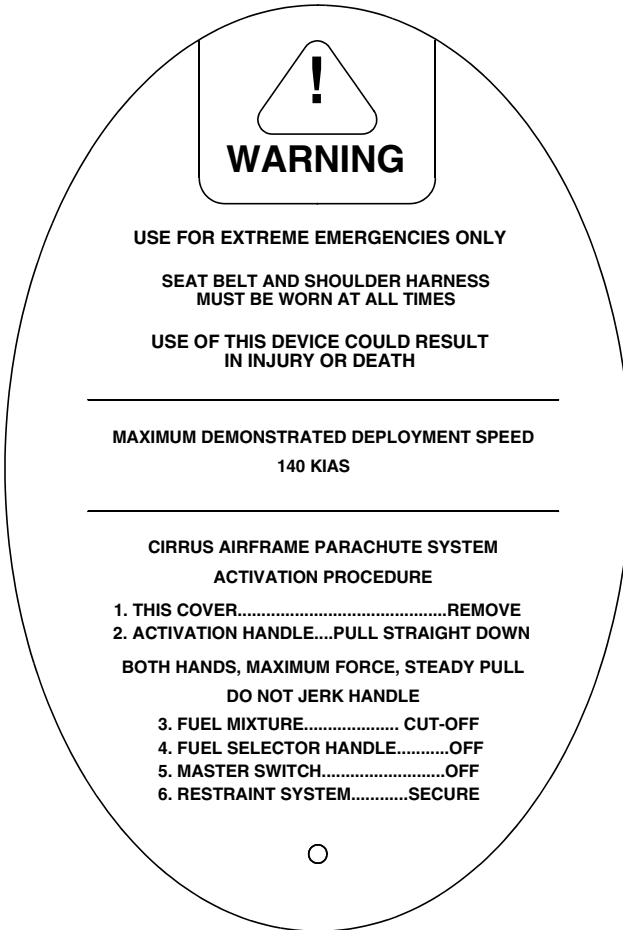 !
WARNING
USE FOR EXTREME EMERGENCIES ONLY
SEAT BELT AND SHOULDER HARNESS
MUST BE WORN AT ALL TIMES
USE OF THIS DEVICE COULD RESULT
IN INJURY OR DEATH
MAXIMUM DEMONSTRATED DEPLOYMENT SPEED
140 KIAS
CIRRUS AIRFRAME PARACHUTE SYSTEM
ACTIVATION PROCEDURE
1. THIS COVER............................................REMOVE
2. ACTIVATION HANDLE....PULL STRAIGHT DOWN
BOTH HANDS, MAXIMUM FORCE, STEADY PULL
DO NOT JERK HANDLE
3. FUEL MIXTURE.................... CUT-OFF
4. FUEL SELECTOR HANDLE...........OFF
5. MASTER SWITCH..........................OFF
6. RESTRAINT SYSTEM............SECURE